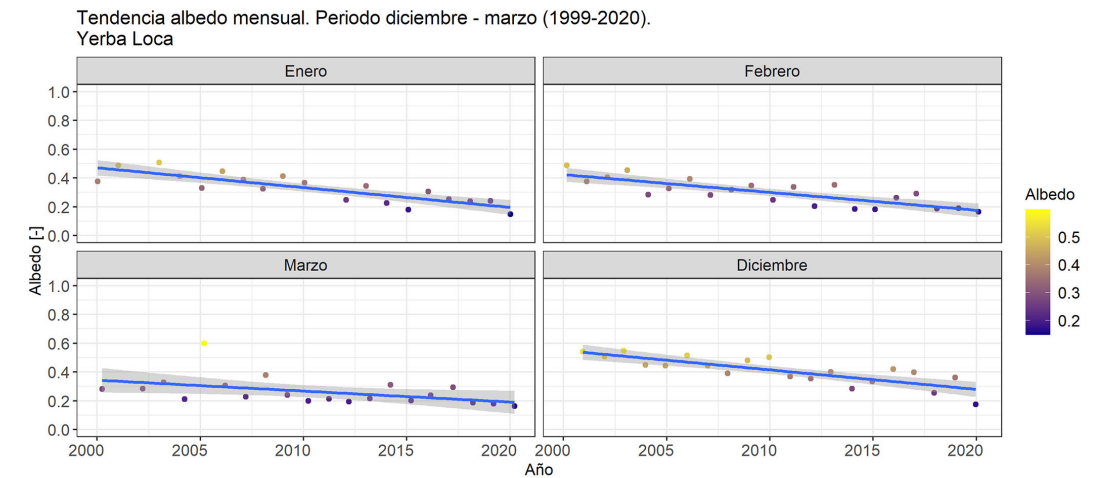 Tendencia albedo mensual. Periodo diciembre - marzo (1999-2020).
Yerba Loca
Enero
Febrero
1.0
0.8
0.6
0.4
0.2
0.0
Marzo
Diciembre
1.0
0.8
0.6
0.4
0.2
0.0
Albedo [-]
2000
2005
2010
2015
2020
2000
2005
2010
2015
2020
Año
Albedo
0.5
0.4
0.3
0.2